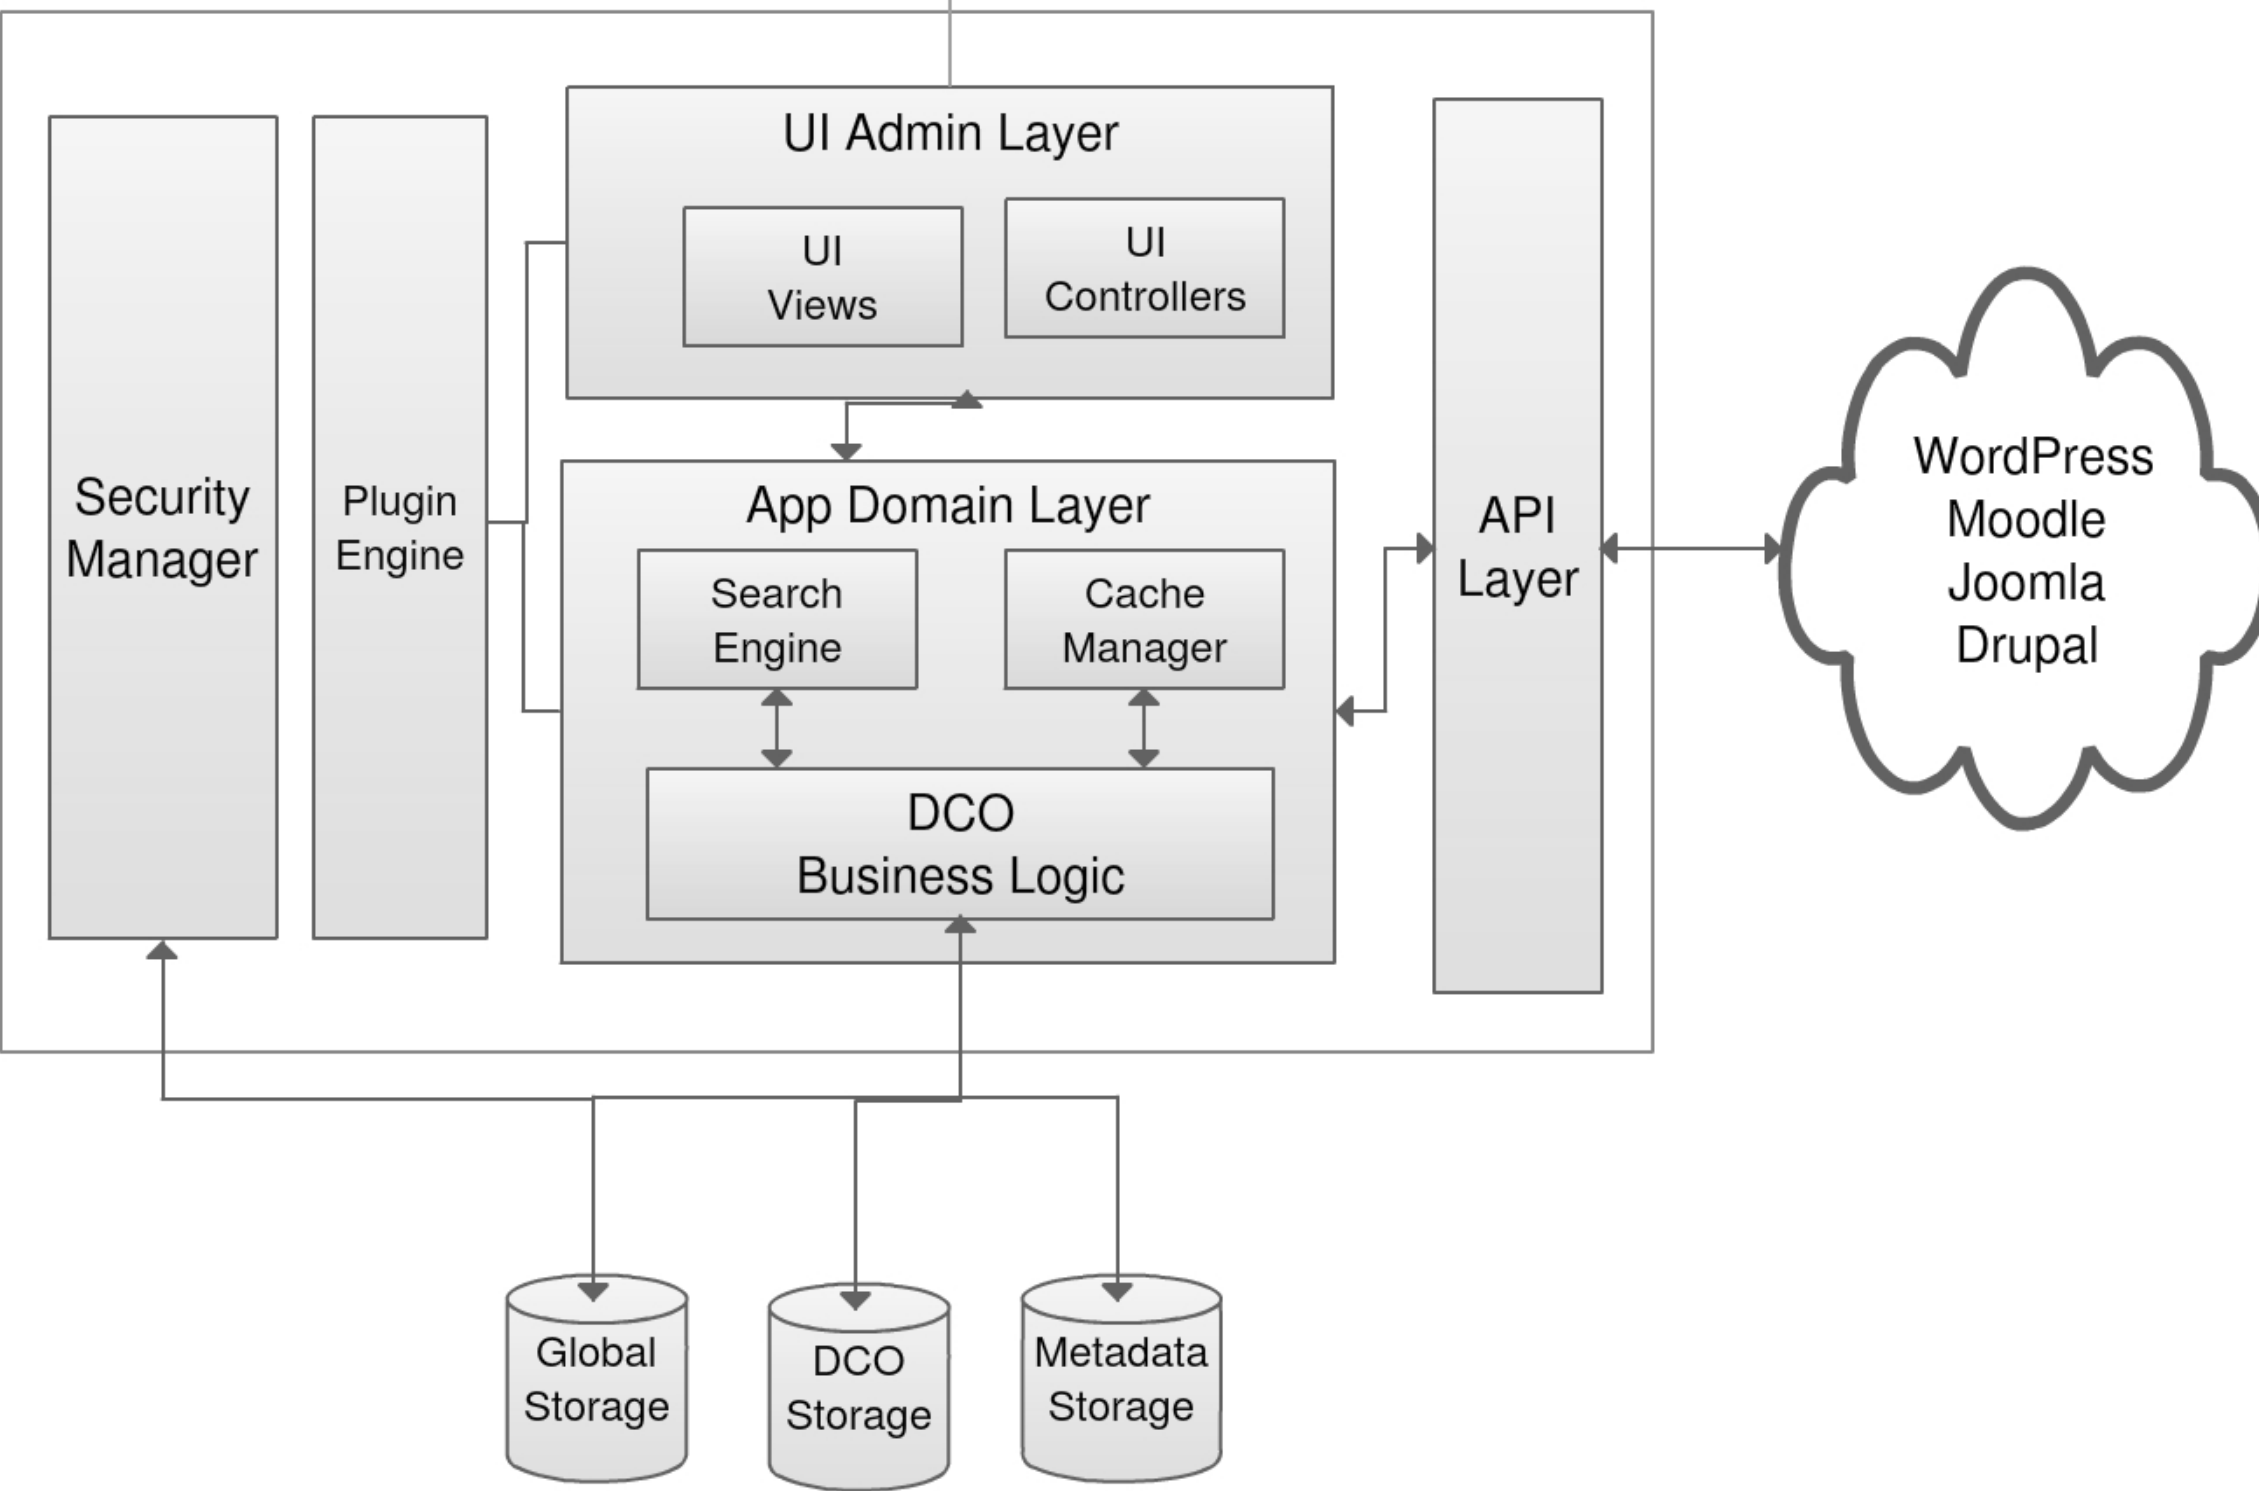 UI Admin Layer
UI
Views
UI
Controllers
Security
Manager
Plugin
Engine
App Domain Layer
Search
Engine
Cache
Manager
DCO
Business Logic
API
Layer
WordPress
Moodle
Joomla
Drupal
Global
Storage
DCO
Storage
Metadata
Storage